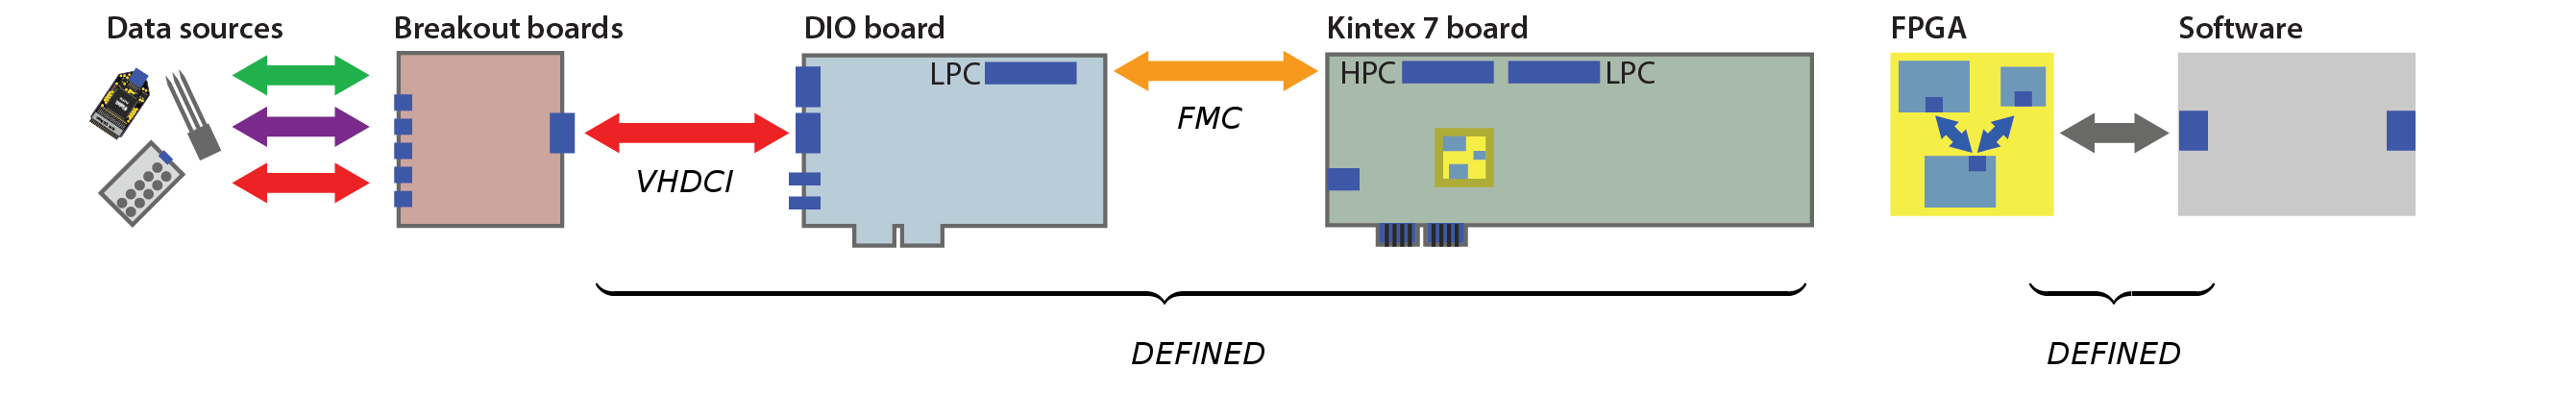 Data sources
Breakout boards
DIO board
Kintex 7 board
FPGA
Software
LPC
HPC
LPC
FMC
VHDCI
DEFINED
DEFINED